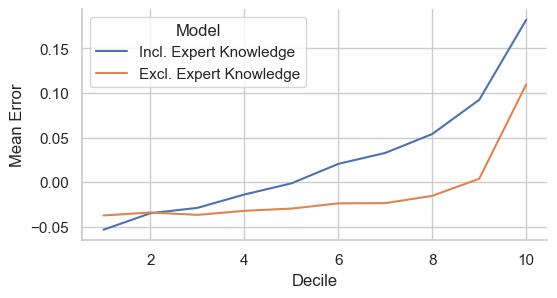 Model
Incl. Expert Knowledge
Excl. Expert Knowledge
Mean Error
0.15
0.10
0.05
0.00
−0.05
2 4 6 8 10
Decile